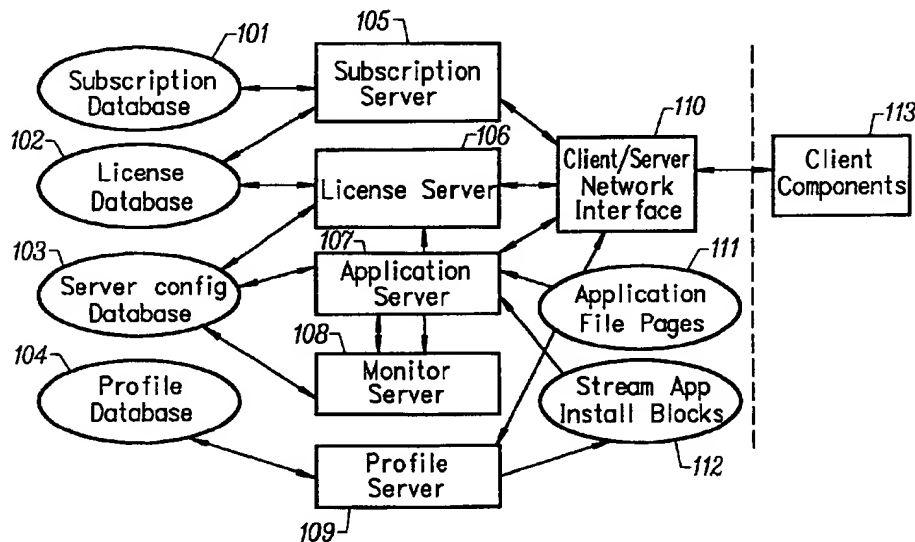 101
Subscription
Database
102
License
Database
103
Server config
Database
104
Profile
Database
105
Subscription
Server
106
License Server
107
Application
Server
108
Monitor
Server
Profile
Server
109
110
Client/Server
Network
Interface
111
Application
File Pages
Stream App
Install Blocks
112
113
Client
Components